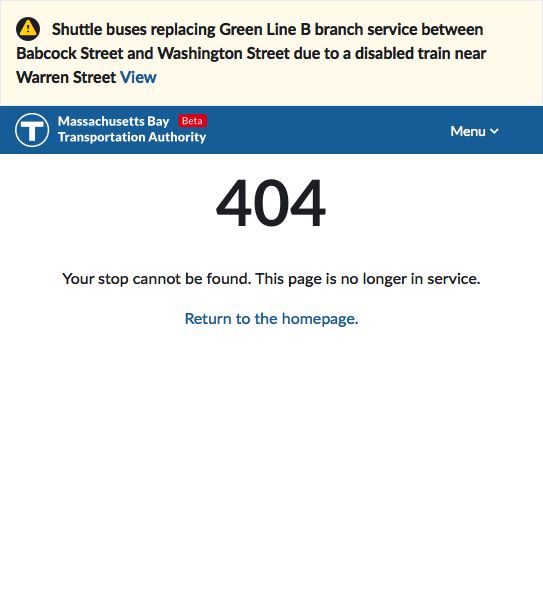 Shuttle buses replacing Green Line B branch service between
Babcock Street and Washington Street due to a disabled train near
Warren Street View
Massachusetts Bay Beta
Transportation Authority
Menu
404
Your stop cannot be found. This page is no longer in service.
Return to the homepage.